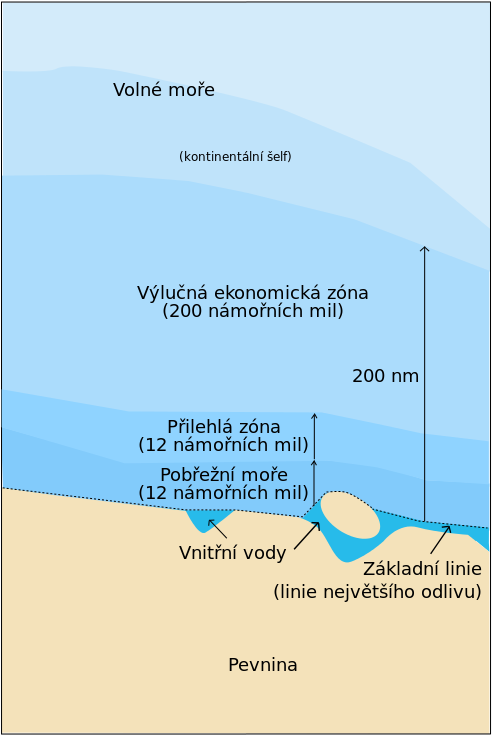 Volné moře
(kontinentální šelf)
Výlučná ekonomická zóna
(200 námořních mil)
200 nm
Přilehlá zóna
(12 námořních mil)
Pobřežní moře
(12 námořních mil)
Vnitřní vody
Základní linie
(linie největšího odlivu)
Pevnina